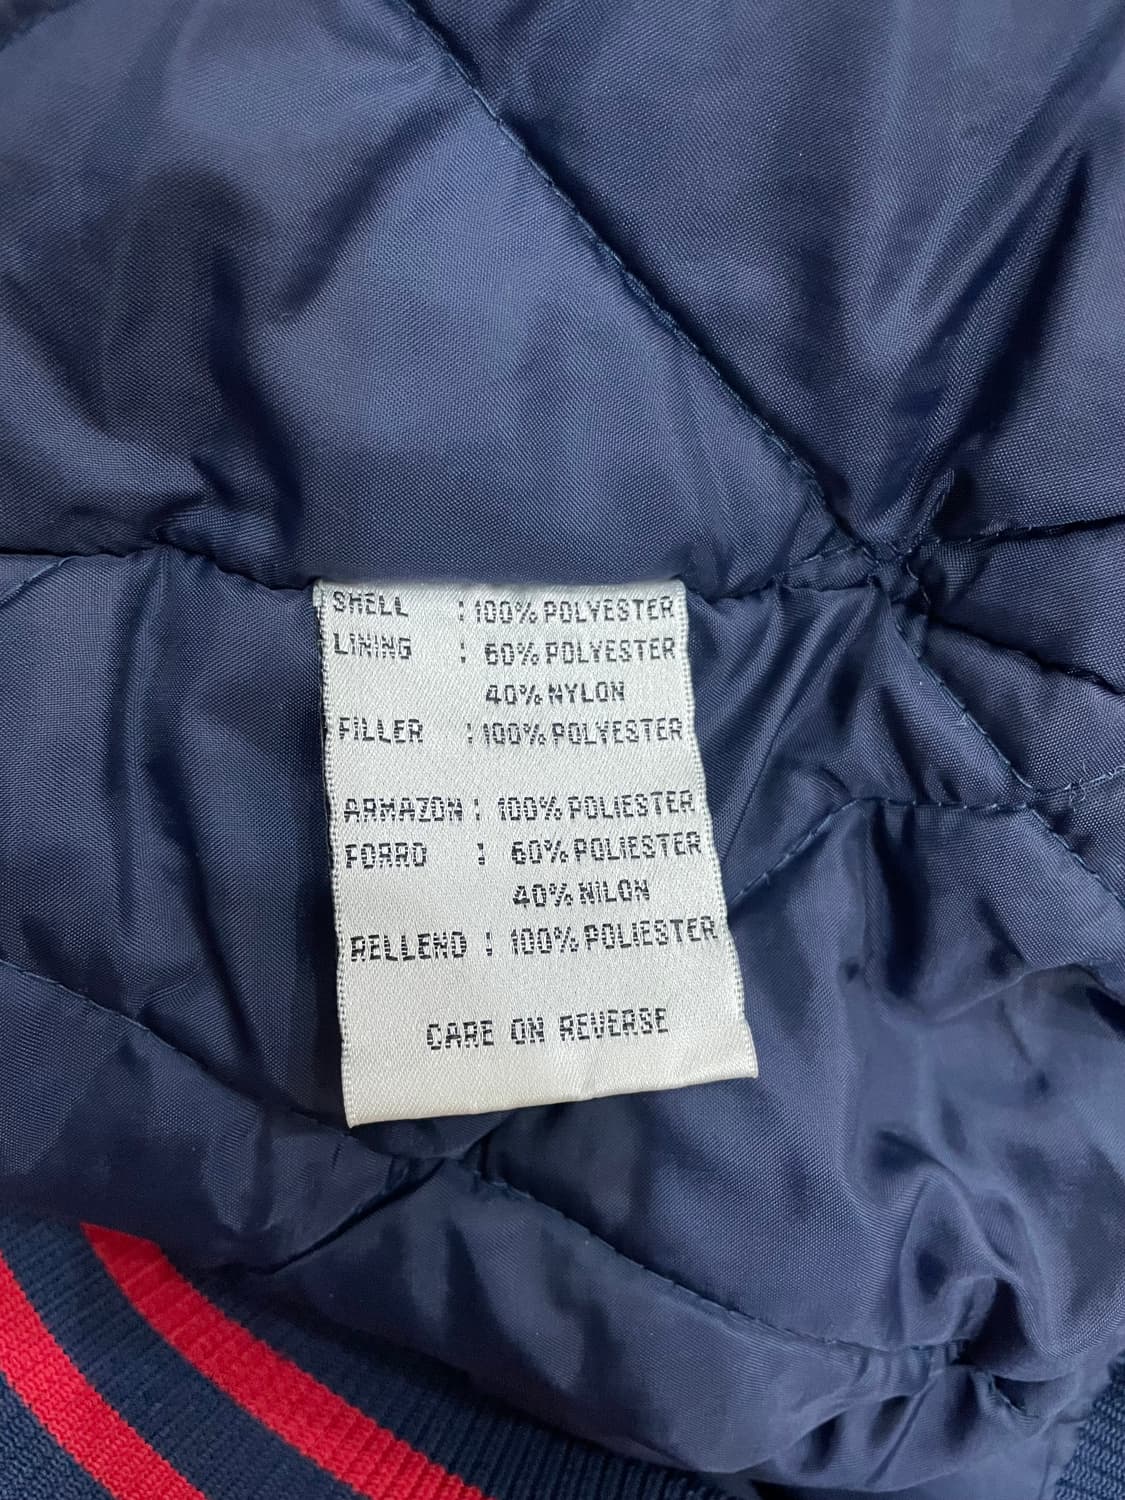 SHELL : 100% POLYESTER
LINING : 60% POLYESTER
40% NYLON
FILLER : 100% POLYESTER
ARMAZON : 100% POLIESTER
FORRO : 60% POLIESTER
40% NILON
RELLENO : 100% POLIESTER
CARE ON REVERSE